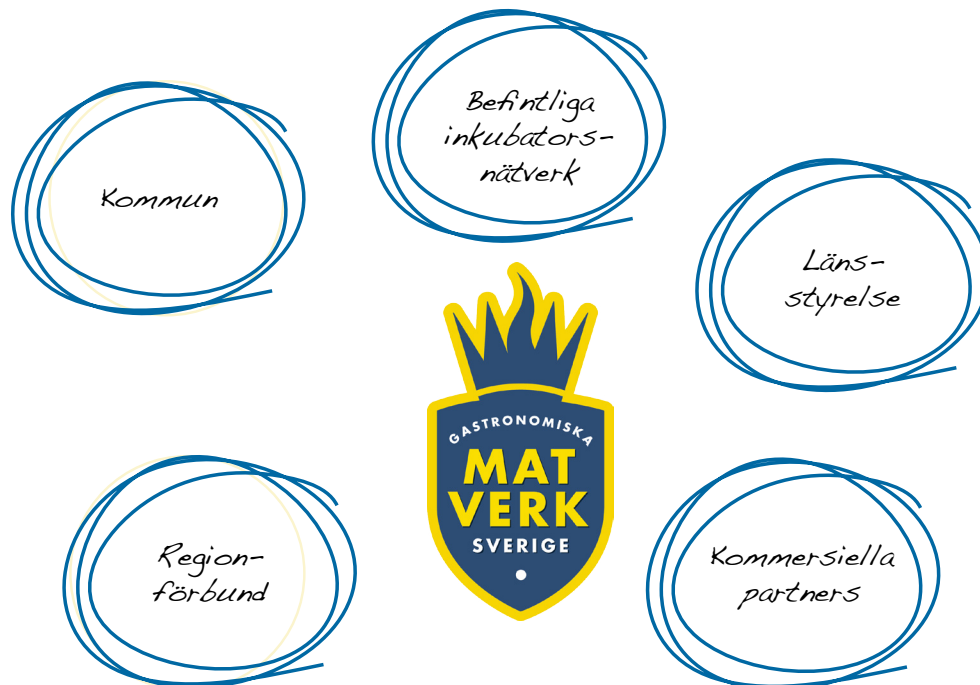 Befintliga
inkubators-
nätverk
Kommun
Läns-
styrelse
GASTRONOMISKA
MAT
VERK
SVERIGE
Region-
förbund
Kommersiella
partners